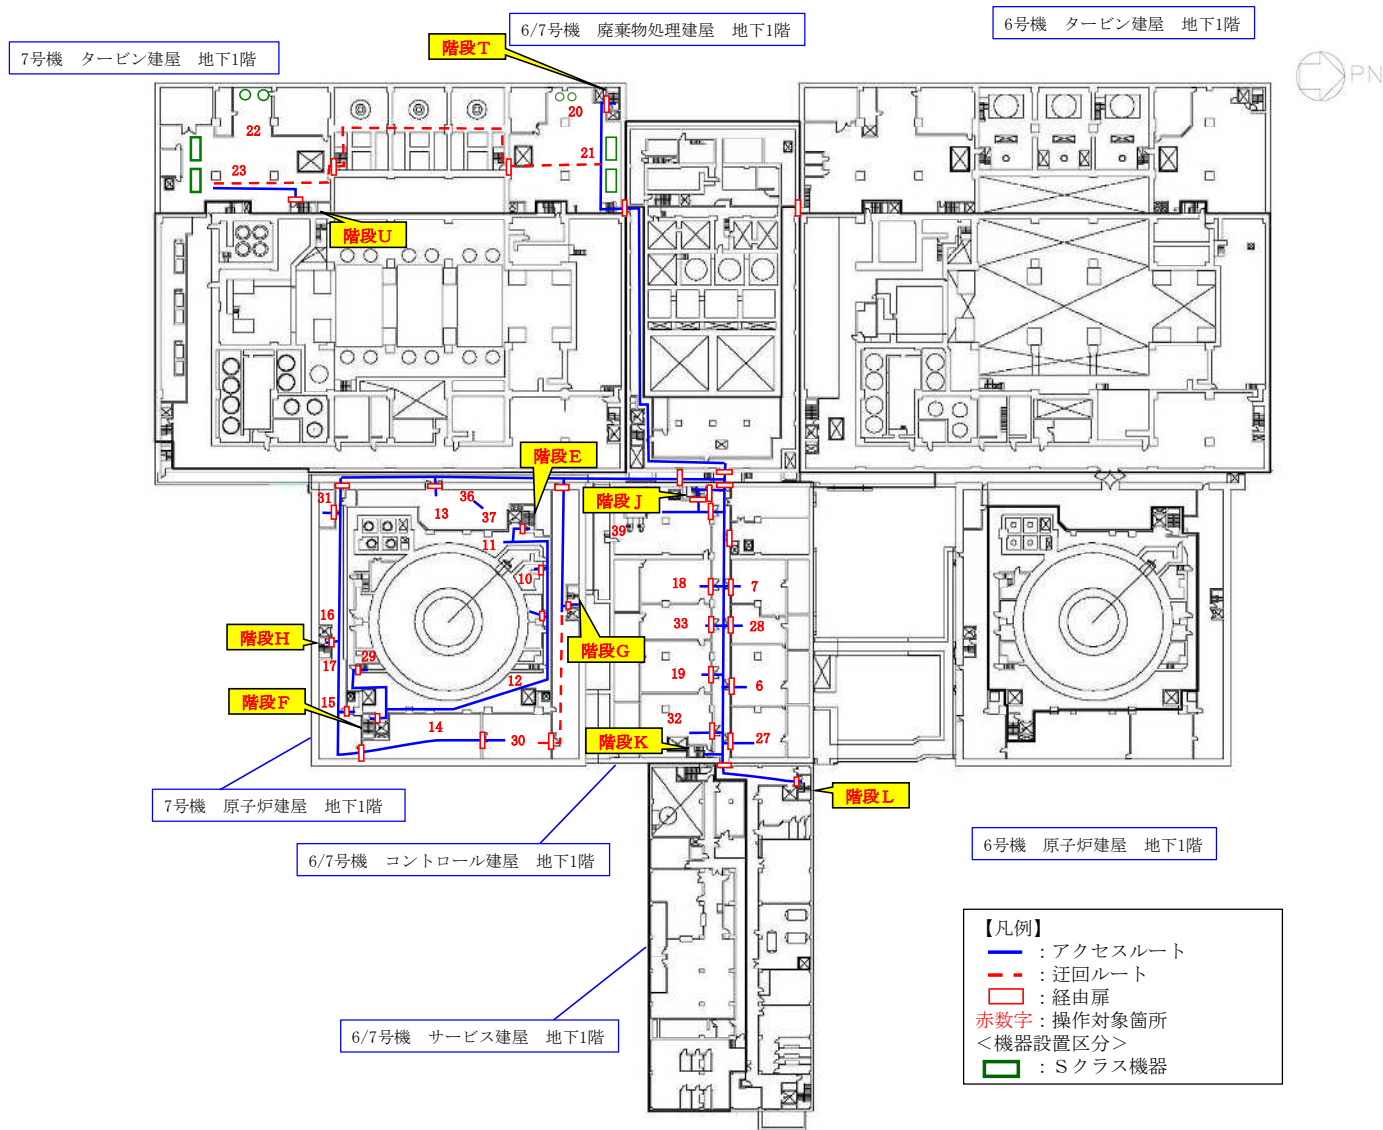 6/7号機　廃棄物処理建屋　地下1階
6号機　タービン建屋　地下1階
7号機　タービン建屋　地下1階
階段T
PN
20
22
21
23
階段U
階段E
31
36
13
37
階段J
11
39
10
18
7
16
33
28
階段H
17
29
階段G
12
19
6
15
階段F
14
30
32
27
階段K
階段L
7号機　原子炉建屋　地下1階
6/7号機　コントロール建屋　地下1階
6号機　原子炉建屋　地下1階
6/7号機　サービス建屋　地下1階
【凡例】
：アクセスルート
：迂回ルート
：経由扉
赤数字：操作対象箇所
＜機器設置区分＞
：Sクラス機器